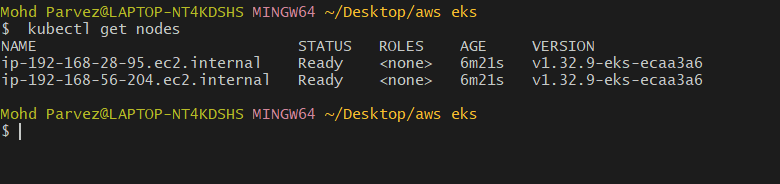 Mohd Parvez@LAPTOP-NT4KDSHS MINGW64 ~/Desktop/aws eks
$  kubectl get nodes
NAME                            STATUS   ROLES    AGE     VERSION
ip-192-168-28-95.ec2.internal   Ready    <none>   6m21s   v1.32.9-eks-ecaa3a6
ip-192-168-56-204.ec2.internal  Ready    <none>   6m21s   v1.32.9-eks-ecaa3a6
Mohd Parvez@LAPTOP-NT4KDSHS MINGW64 ~/Desktop/aws eks
$